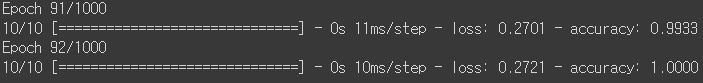 Epoch 91/1000
10/10 [==============================] - 0s 11ms/step - loss: 0.2701 - accuracy: 0.9933
Epoch 92/1000
10/10 [==============================] - 0s 10ms/step - loss: 0.2721 - accuracy: 1.0000